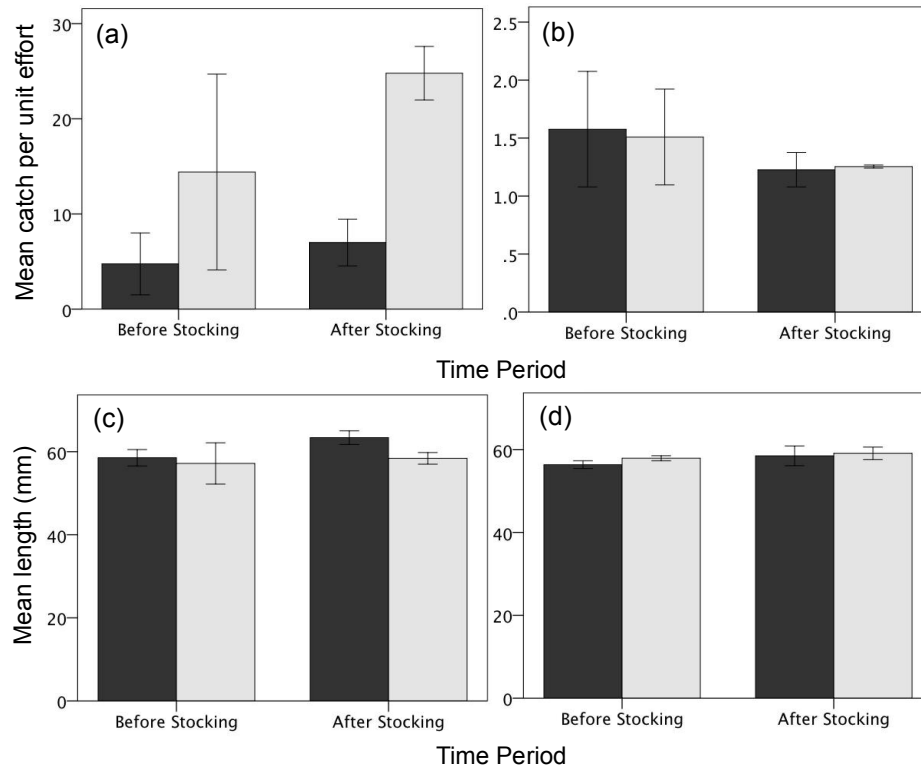 (a)
Mean catch per unit effort
30
20
10
0
Before Stocking
After Stocking
(b)
2.5
2.0
1.5
1.0
.5
.0
Before Stocking
After Stocking
Time Period
(c)
Mean length (mm)
60
40
20
0
Before Stocking
After Stocking
(d)
60
40
20
0
Before Stocking
After Stocking
Time Period